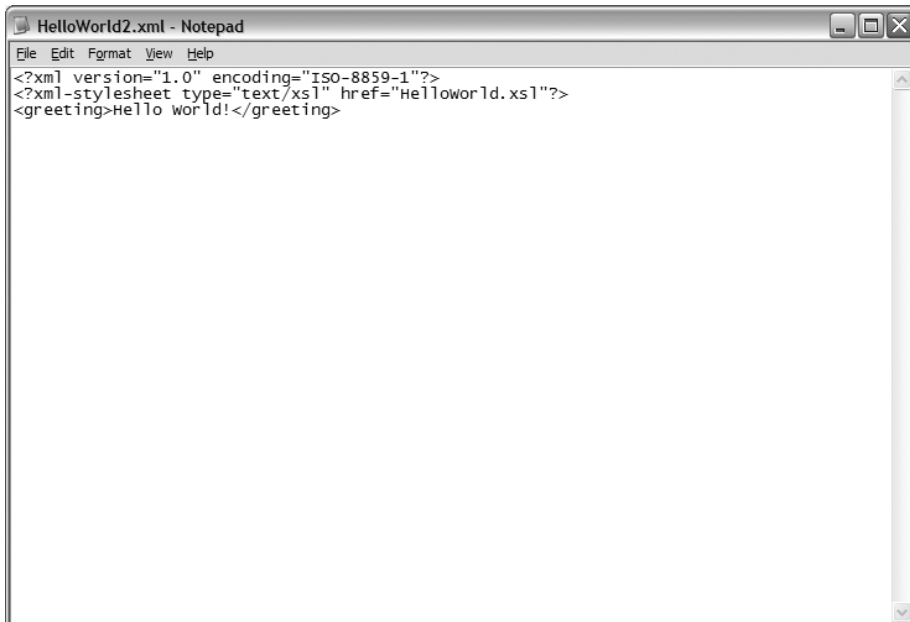 HelloWorld2.xml - Notepad
File Edit Format View Help
<?xml version="1.0" encoding="ISO-8859-1"?>
<?xml-stylesheet type="text/xsl" href="HelloWorld.xsl"?>
<greeting>Hello World!</greeting>